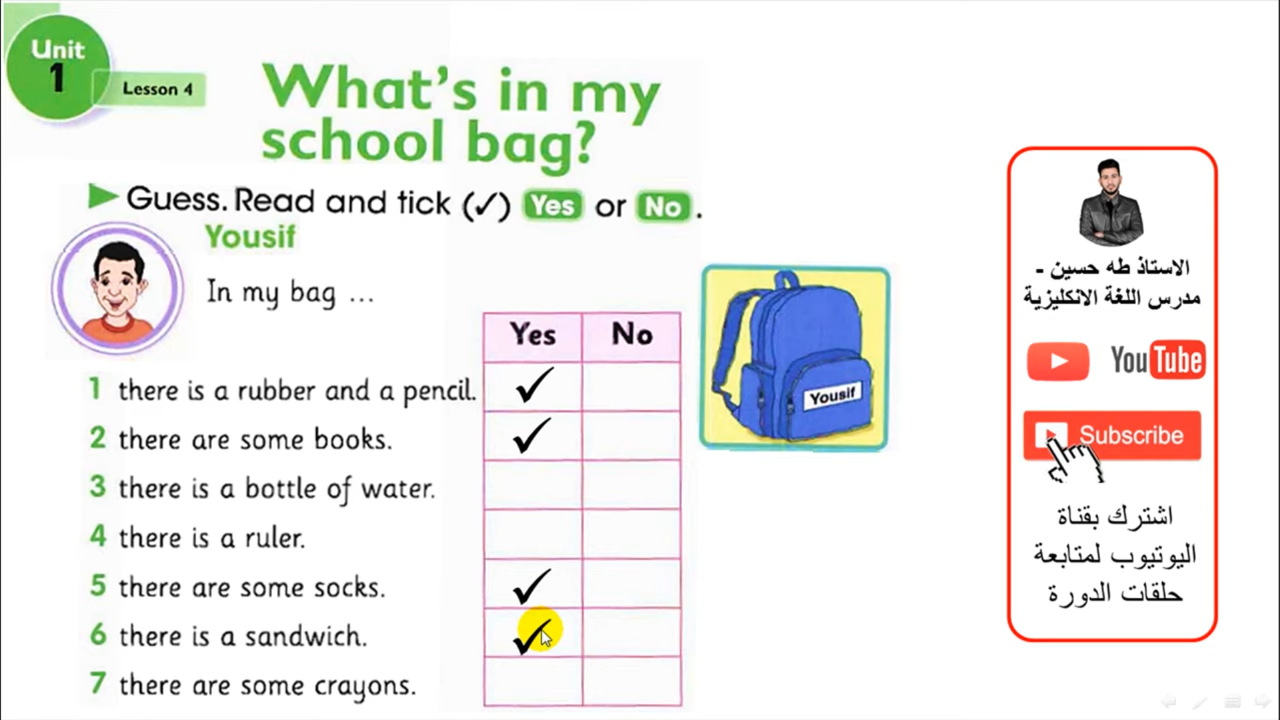 Unit
1
Lesson 4
What's in my
school bag?
Guess. Read and tick (✓) Yes or No .
Yousif
In my bag ...
Yes No
1 there is a rubber and a pencil. ✓
2 there are some books. ✓
3 there is a bottle of water.
4 there is a ruler.
5 there are some socks. ✓
6 there is a sandwich. ✓
7 there are some crayons.
Yousif
الاستاذ طه حسين -
مدرس اللغة الانكليزية
YouTube
Subscribe
اشترك بقناة
اليوتيوب لمتابعة
حلقات الدورة